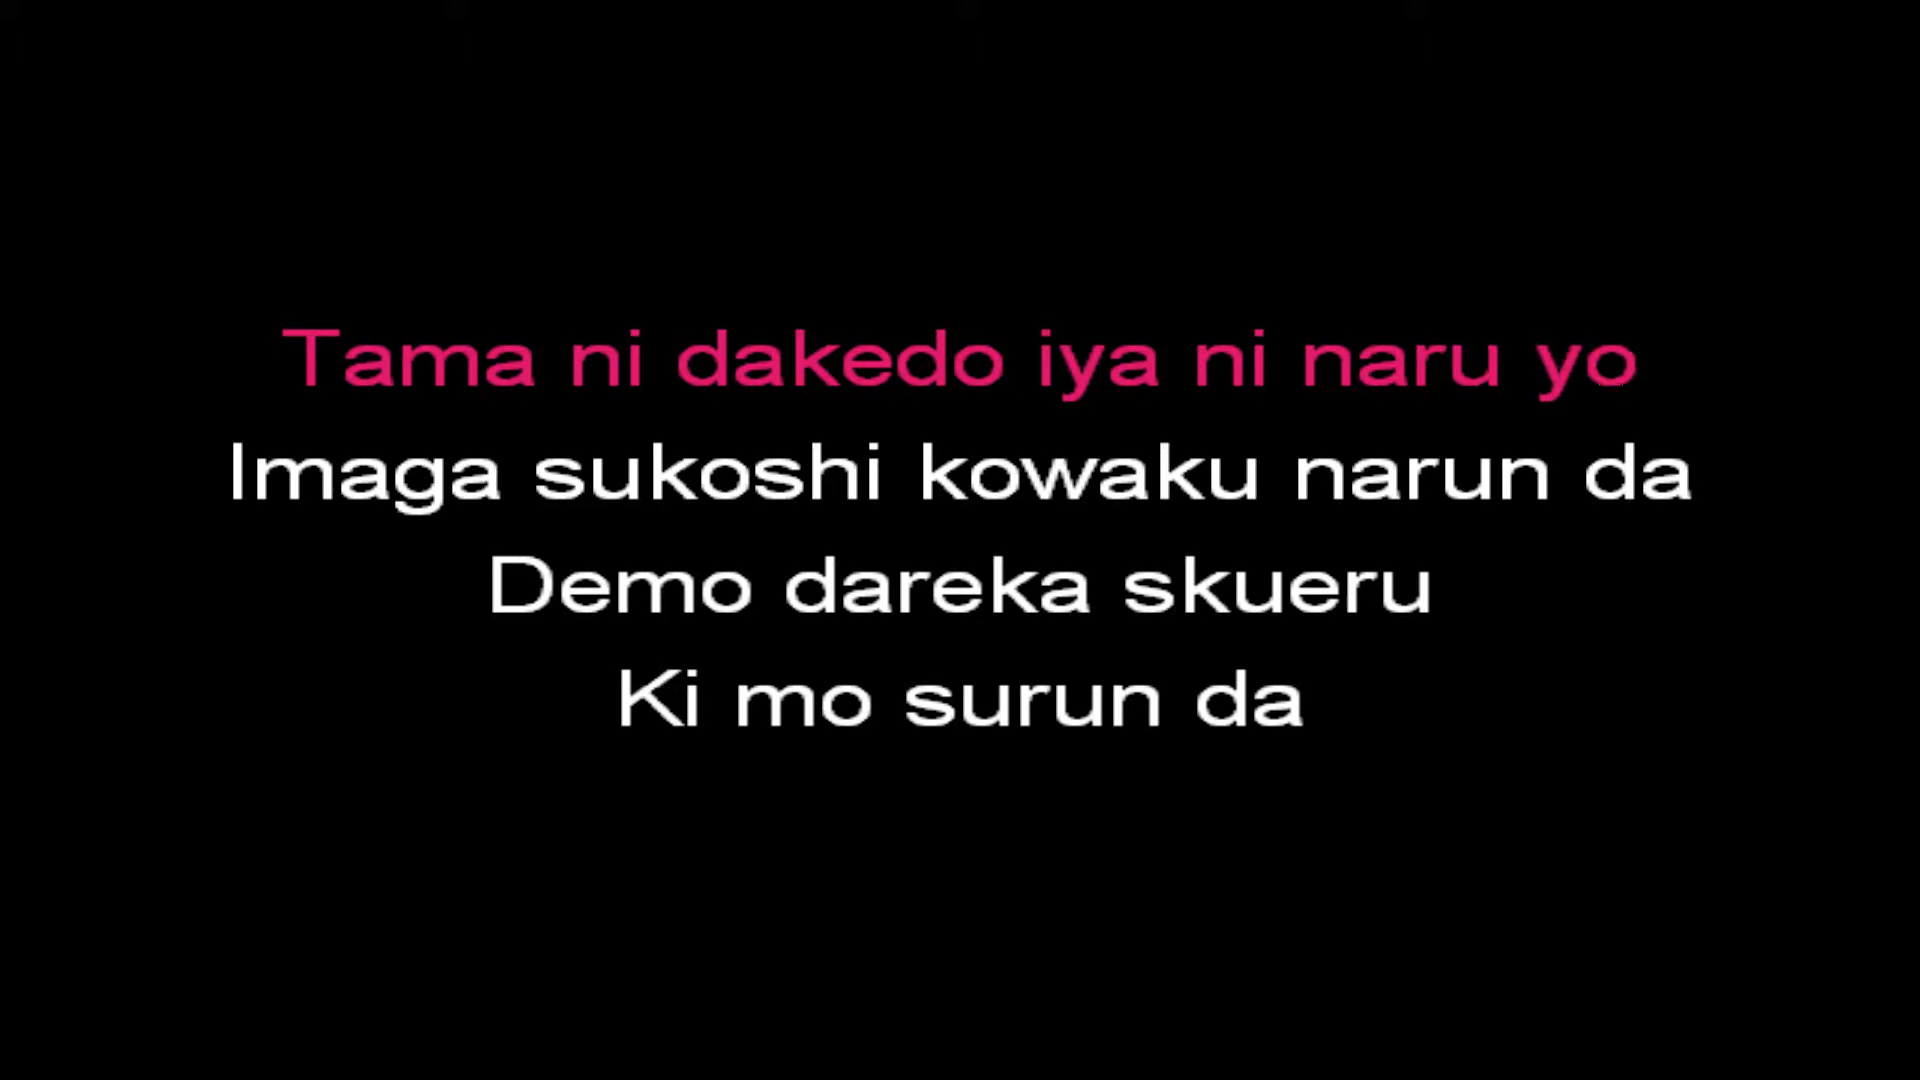 Tama ni dakedo iya ni naru yo
Imaga sukoshi kowaku narun da
Demo dareka skueru
Ki mo surun da